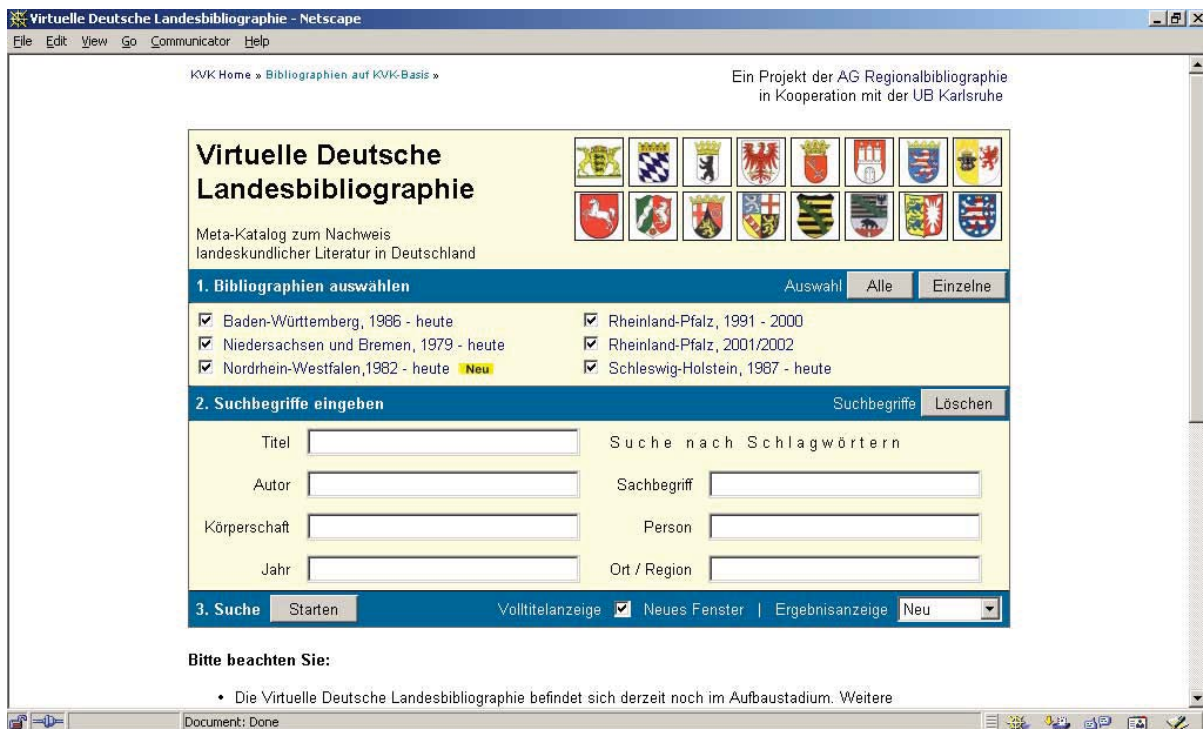 Virtuelle Deutsche Landesbibliographie - Netscape
File Edit View Go Communicator Help
KVK Home » Bibliographien auf KVK-Basis »
Ein Projekt der AG Regionalbibliographie
in Kooperation mit der UB Karlsruhe
Virtuelle Deutsche
Landesbibliographie
Meta-Katalog zum Nachweis
landeskundlicher Literatur in Deutschland
1. Bibliographien auswählen Auswahl Alle Einzelne
Baden-Württemberg, 1986 - heute Rheinland-Pfalz, 1991 - 2000
Niedersachsen und Bremen, 1979 - heute Rheinland-Pfalz, 2001/2002
Nordrhein-Westfalen,1982 - heute Neu Schleswig-Holstein, 1987 - heute
2. Suchbegriffe eingeben Suchbegriffe Löschen
Titel Suche nach Schlagwörtern
Autor Sachbegriff
Körperschaft Person
Jahr Ort / Region
3. Suche Starten Volltitelanzeige Neues Fenster | Ergebnisanzeige Neu
Bitte beachten Sie:
• Die Virtuelle Deutsche Landesbibliographie befindet sich derzeit noch im Aufbaustadium. Weitere
Document: Done